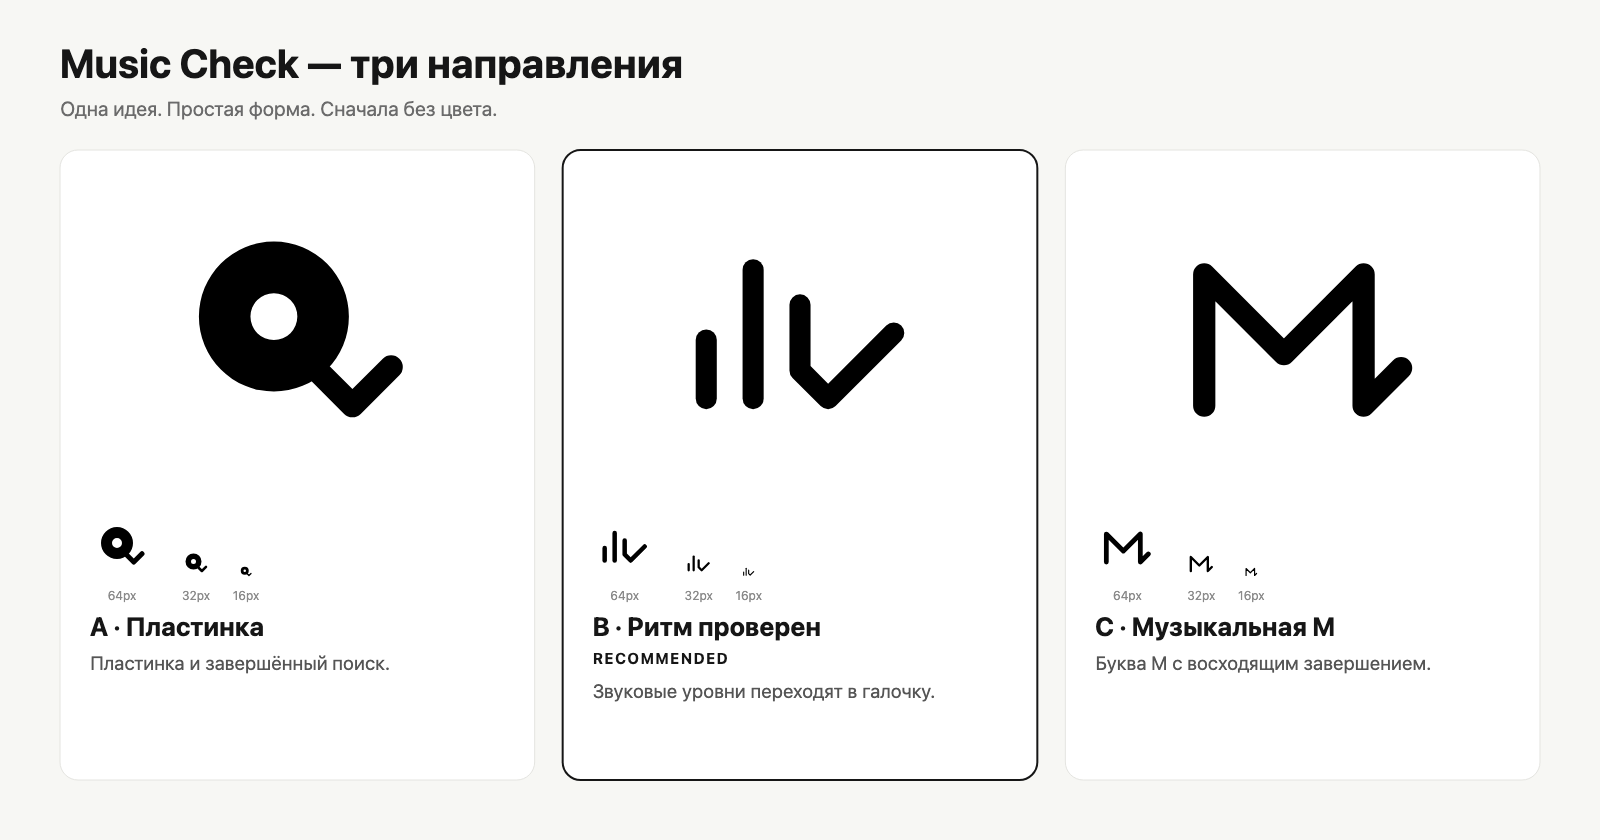 Music Check — три направления
Одна идея. Простая форма. Сначала без цвета.
64px 32px 16px
A · Пластинка
Пластинка и завершённый поиск.
64px 32px 16px
B · Ритм проверен
RECOMMENDED
Звуковые уровни переходят в галочку.
64px 32px 16px
C · Музыкальная M
Буква M с восходящим завершением.